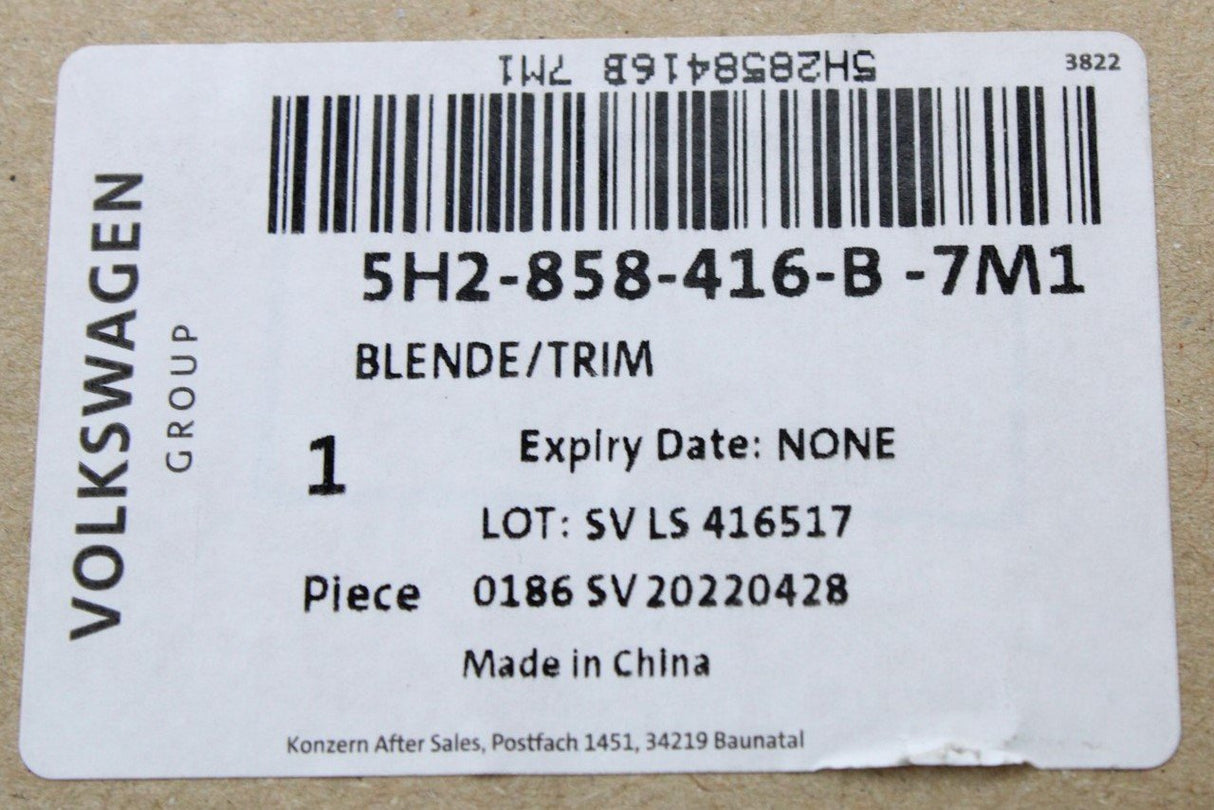 5H2858416B 7M1
3822
VOLKSWAGEN
GROUP
5H2-858-416-B -7M1
BLENDE/TRIM
1
Expiry Date: NONE
LOT: SV LS 416517
Piece 0186 SV 20220428
Made in China
Konzern After Sales, Postfach 1451, 34219 Baunatal